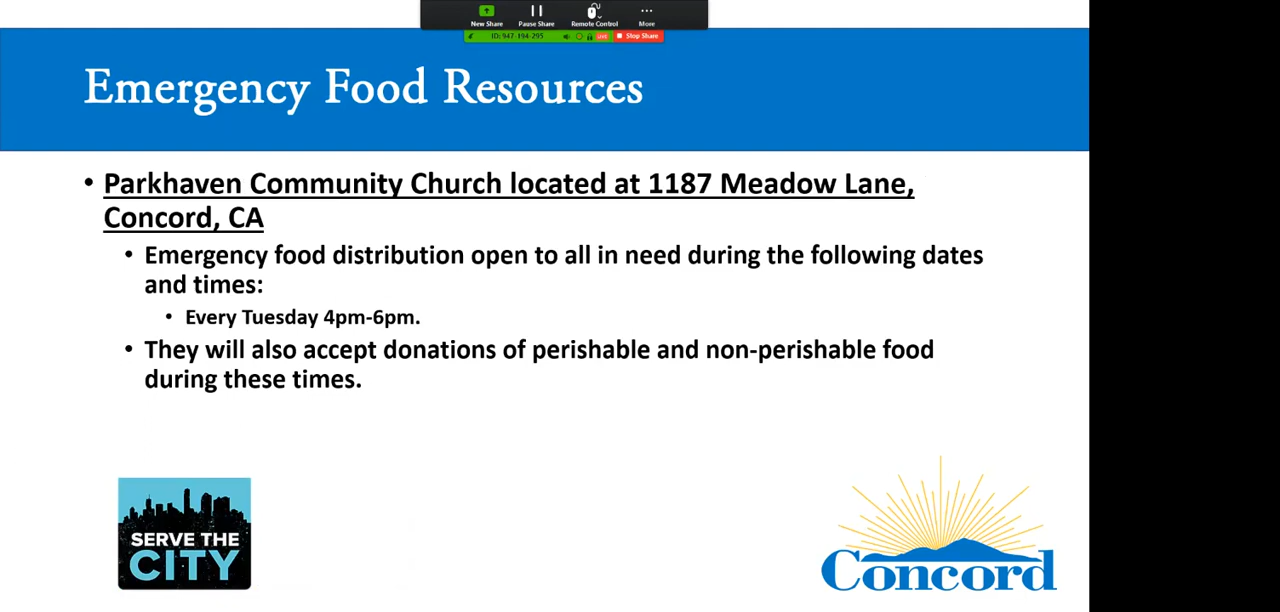 New Share Pause Share Remote Control More
ID: 947-194-295 LIVE Stop Share
Emergency Food Resources
• Parkhaven Community Church located at 1187 Meadow Lane,
Concord, CA
• Emergency food distribution open to all in need during the following dates
and times:
• Every Tuesday 4pm-6pm.
• They will also accept donations of perishable and non-perishable food
during these times.
SERVE THE
CITY
Concord